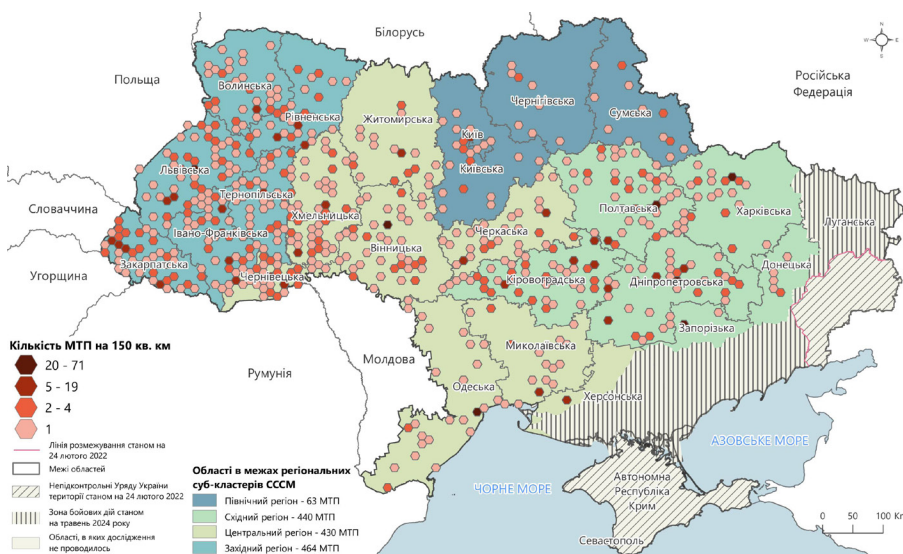 Білорусь
Польща
Російська
Федерація
Словаччина
Угорщина
Румунія
Молдова
Волинська
Рівненська
Житомирська
Київ
Київська
Чернігівська
Сумська
Львівська
Тернопільська
Хмельницька
Івано-Франківська
Закарпатська
Чернівецька
Вінницька
Черкаська
Полтавська
Харківська
Луганська
Кіровоградська
Дніпропетровська
Донецька
Запорізька
Миколаївська
Одеська
Херсонська
АЗОВСЬКЕ МОРЕ
ЧОРНЕ МОРЕ
Автономна
Республіка
Крим
Севастополь
N
W
E
S
Кількість МТП на 150 кв. км
20 - 71
5 - 19
2 - 4
1
Лінія розмежування станом на
24 лютого 2022
Межі областей
Непідконтрольні Уряду України
території станом на 24 лютого 2022
Зона бойових дій станом
на травень 2024 року
Області, в яких дослідження
не проводилось
Області в межах регіональних
суб-кластерів СССМ
Північний регіон - 63 МТП
Східний регіон - 440 МТП
Центральний регіон - 430 МТП
Західний регіон - 464 МТП
0 50 100 Km